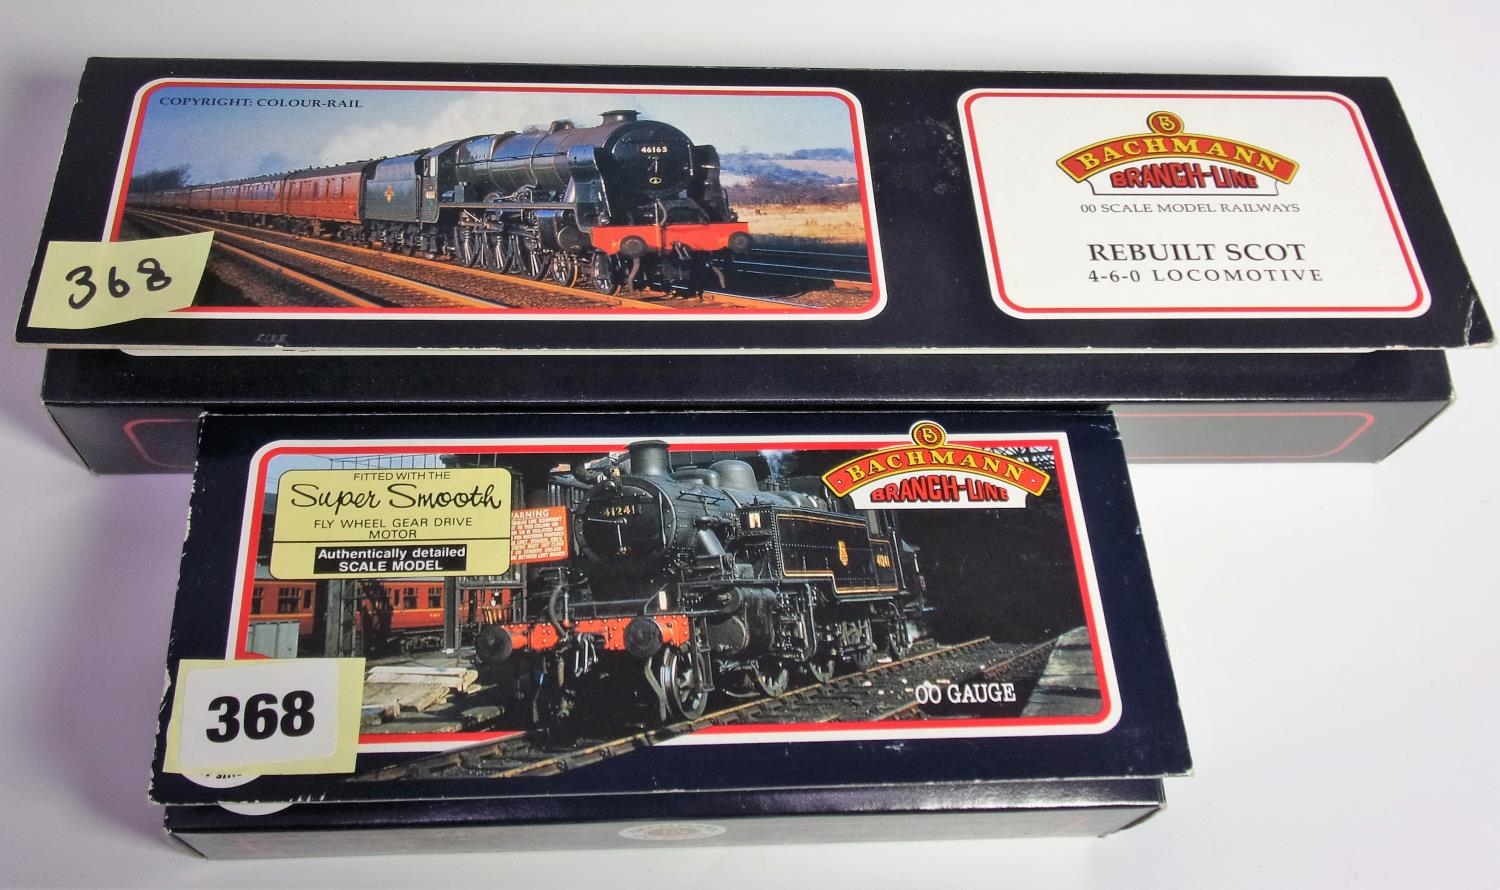 COPYRIGHT: COLOUR-RAIL
46163
368
B
BACHMANN
BRANCH-LINE
00 SCALE MODEL RAILWAYS
REBUILT SCOT
4-6-0 LOCOMOTIVE
FITTED WITH THE
Super Smooth
FLY WHEEL GEAR DRIVE
MOTOR
Authentically detailed
SCALE MODEL
WARNING
41241
41241
B
BACHMANN
BRANCH-LINE
00 GAUGE
368